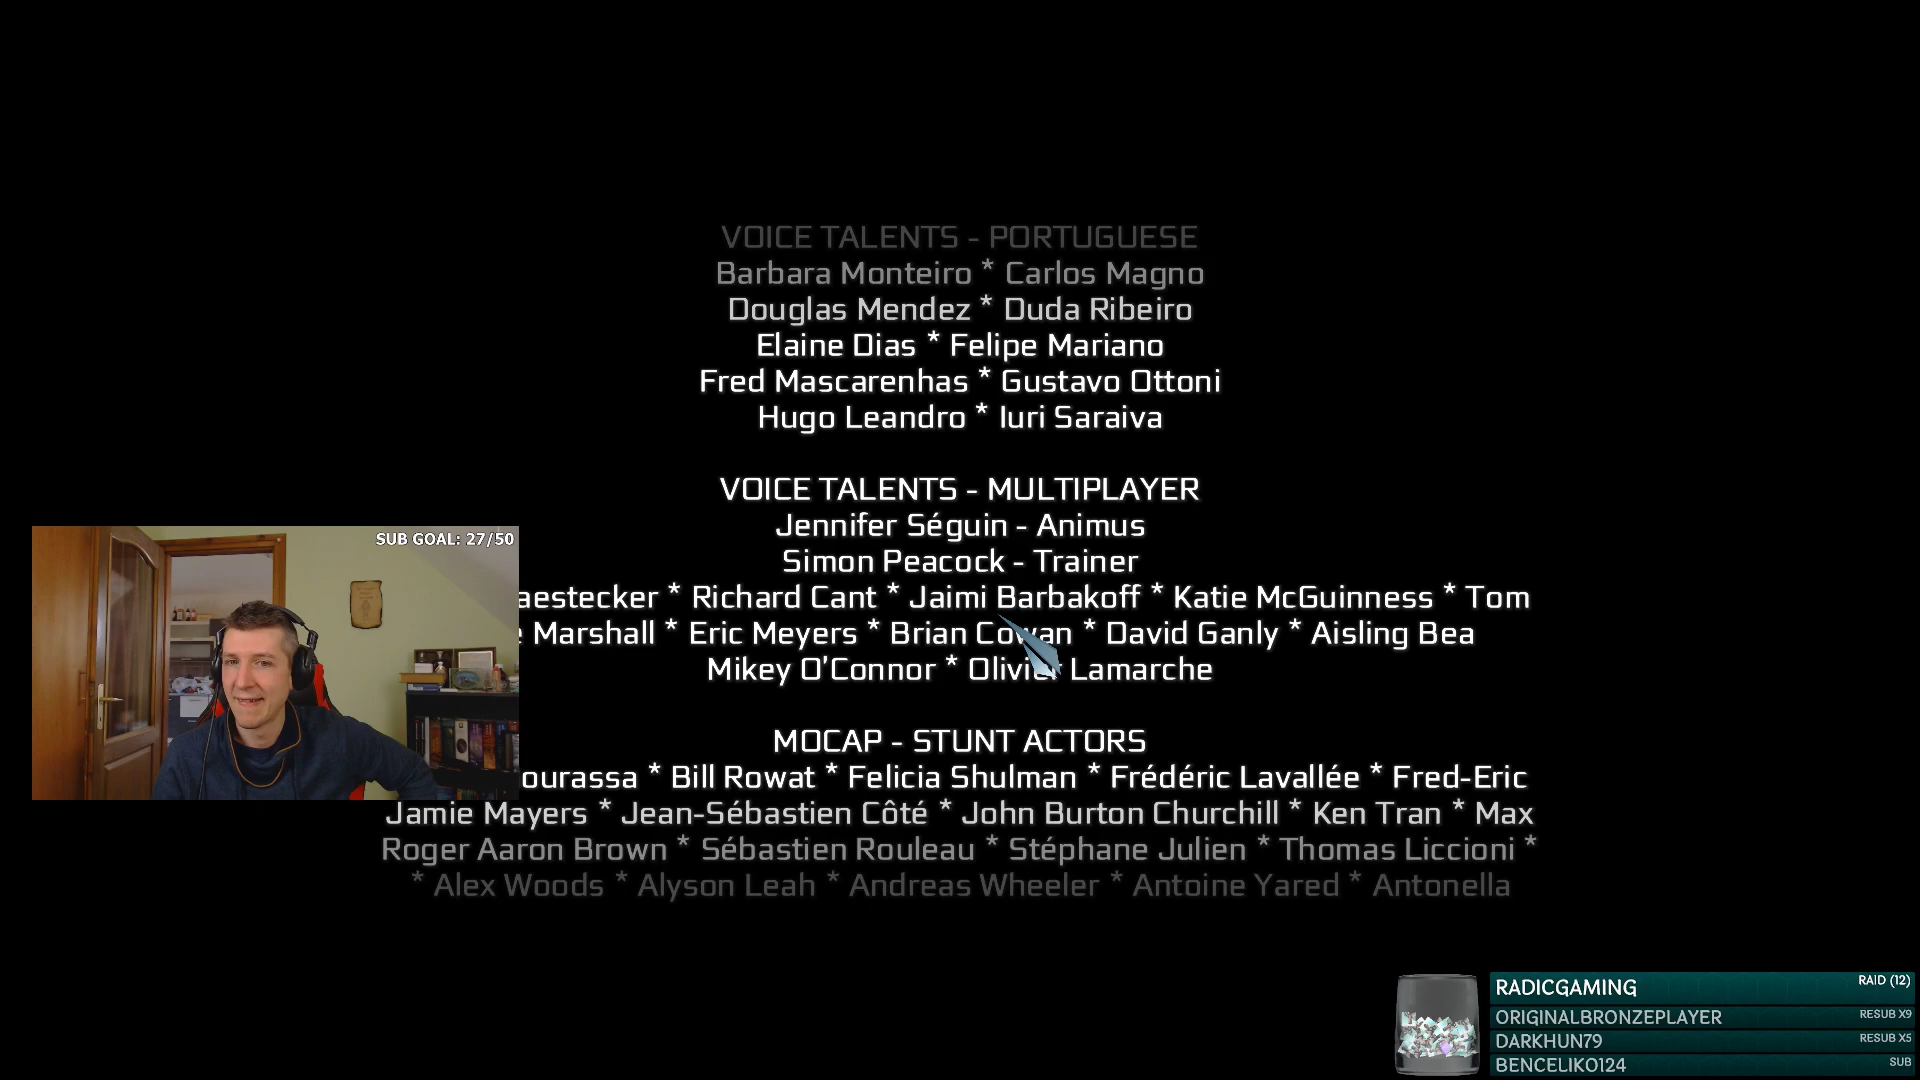 VOICE TALENTS - PORTUGUESE
Barbara Monteiro * Carlos Magno
Douglas Mendez * Duda Ribeiro
Elaine Dias * Felipe Mariano
Fred Mascarenhas * Gustavo Ottoni
Hugo Leandro * Iuri Saraiva
VOICE TALENTS - MULTIPLAYER
Jennifer Séguin - Animus
Simon Peacock - Trainer
aestecker * Richard Cant * Jaimi Barbakoff * Katie McGuinness * Tom
Marshall * Eric Meyers * Brian Cowan * David Ganly * Aisling Bea
Mikey O'Connor * Olivier Lamarche
MOCAP - STUNT ACTORS
ourassa * Bill Rowat * Felicia Shulman * Frédéric Lavallée * Fred-Eric
Jamie Mayers * Jean-Sébastien Côté * John Burton Churchill * Ken Tran * Max
Roger Aaron Brown * Sébastien Rouleau * Stéphane Julien * Thomas Liccioni *
* Alex Woods * Alyson Leah * Andreas Wheeler * Antoine Yared * Antonella
SUB GOAL: 27/50
RADICGAMING RAID (12)
ORIGINALBRONZEPLAYER RESUB X9
DARKHUN79 RESUB X5
BENCELIKO124 SUB